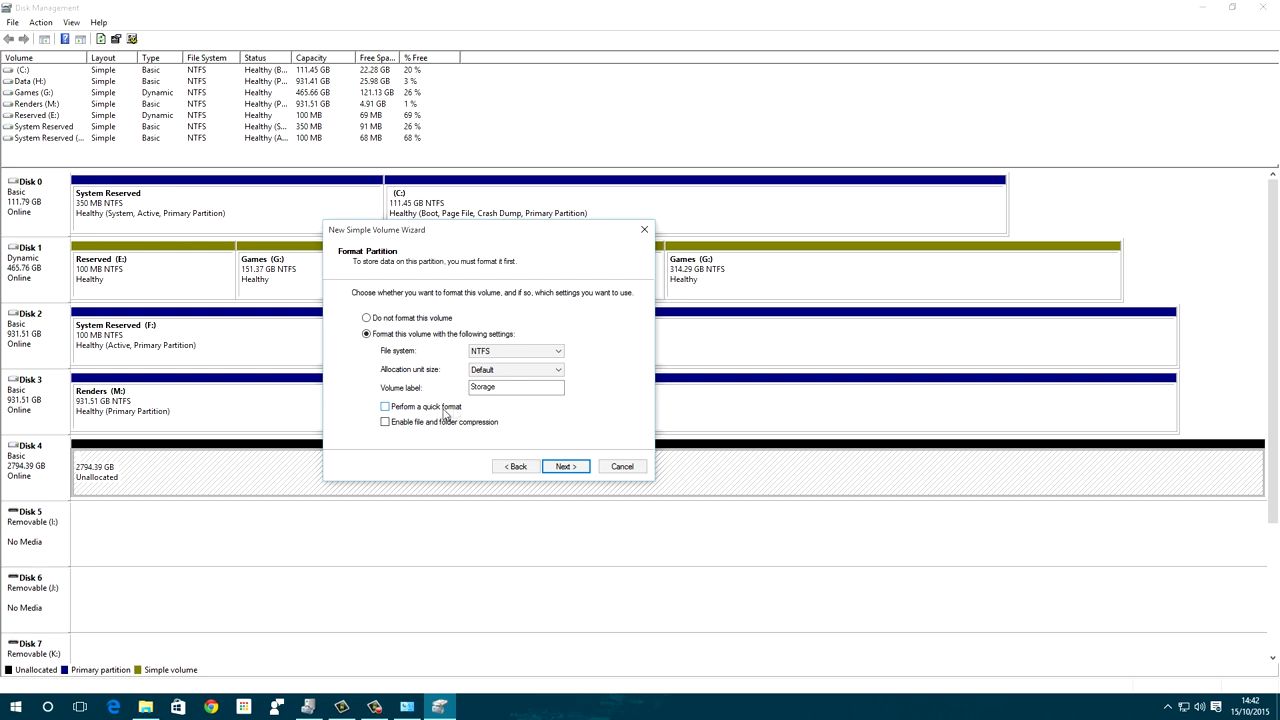 Disk Management
File Action View Help
Volume Layout Type File System Status Capacity Free Spa... % Free
(C:) Simple Basic NTFS Healthy (B... 111.45 GB 22.28 GB 20 %
Data (H:) Simple Basic NTFS Healthy (P... 931.41 GB 25.98 GB 3 %
Games (G:) Simple Dynamic NTFS Healthy 465.66 GB 121.13 GB 26 %
Renders (M:) Simple Basic NTFS Healthy (P... 931.51 GB 4.91 GB 1 %
Reserved (E:) Simple Dynamic NTFS Healthy 100 MB 69 MB 69 %
System Reserved Simple Basic NTFS Healthy (S... 350 MB 91 MB 26 %
System Reserved (... Simple Basic NTFS Healthy (A... 100 MB 68 MB 68 %
Disk 0
Basic
111.79 GB
Online
System Reserved
350 MB NTFS
Healthy (System, Active, Primary Partition)
(C:)
111.45 GB NTFS
Healthy (Boot, Page File, Crash Dump, Primary Partition)
Disk 1
Dynamic
465.76 GB
Online
Reserved (E:)
100 MB NTFS
Healthy
Games (G:)
151.37 GB NTFS
Healthy
Games (G:)
314.29 GB NTFS
Healthy
Disk 2
Basic
931.51 GB
Online
System Reserved (F:)
100 MB NTFS
Healthy (Active, Primary Partition)
Disk 3
Basic
931.51 GB
Online
Renders (M:)
931.51 GB NTFS
Healthy (Primary Partition)
Disk 4
Basic
2794.39 GB
Online
2794.39 GB
Unallocated
Disk 5
Removable (I:)
No Media
Disk 6
Removable (J:)
No Media
Disk 7
Removable (K:)
Unallocated Primary partition Simple volume
New Simple Volume Wizard
Format Partition
To store data on this partition, you must format it first.
Choose whether you want to format this volume, and if so, which settings you want to use.
Do not format this volume
Format this volume with the following settings:
File system: NTFS
Allocation unit size: Default
Volume label: Storage
Perform a quick format
Enable file and folder compression
< Back Next > Cancel
14:42
15/10/2015